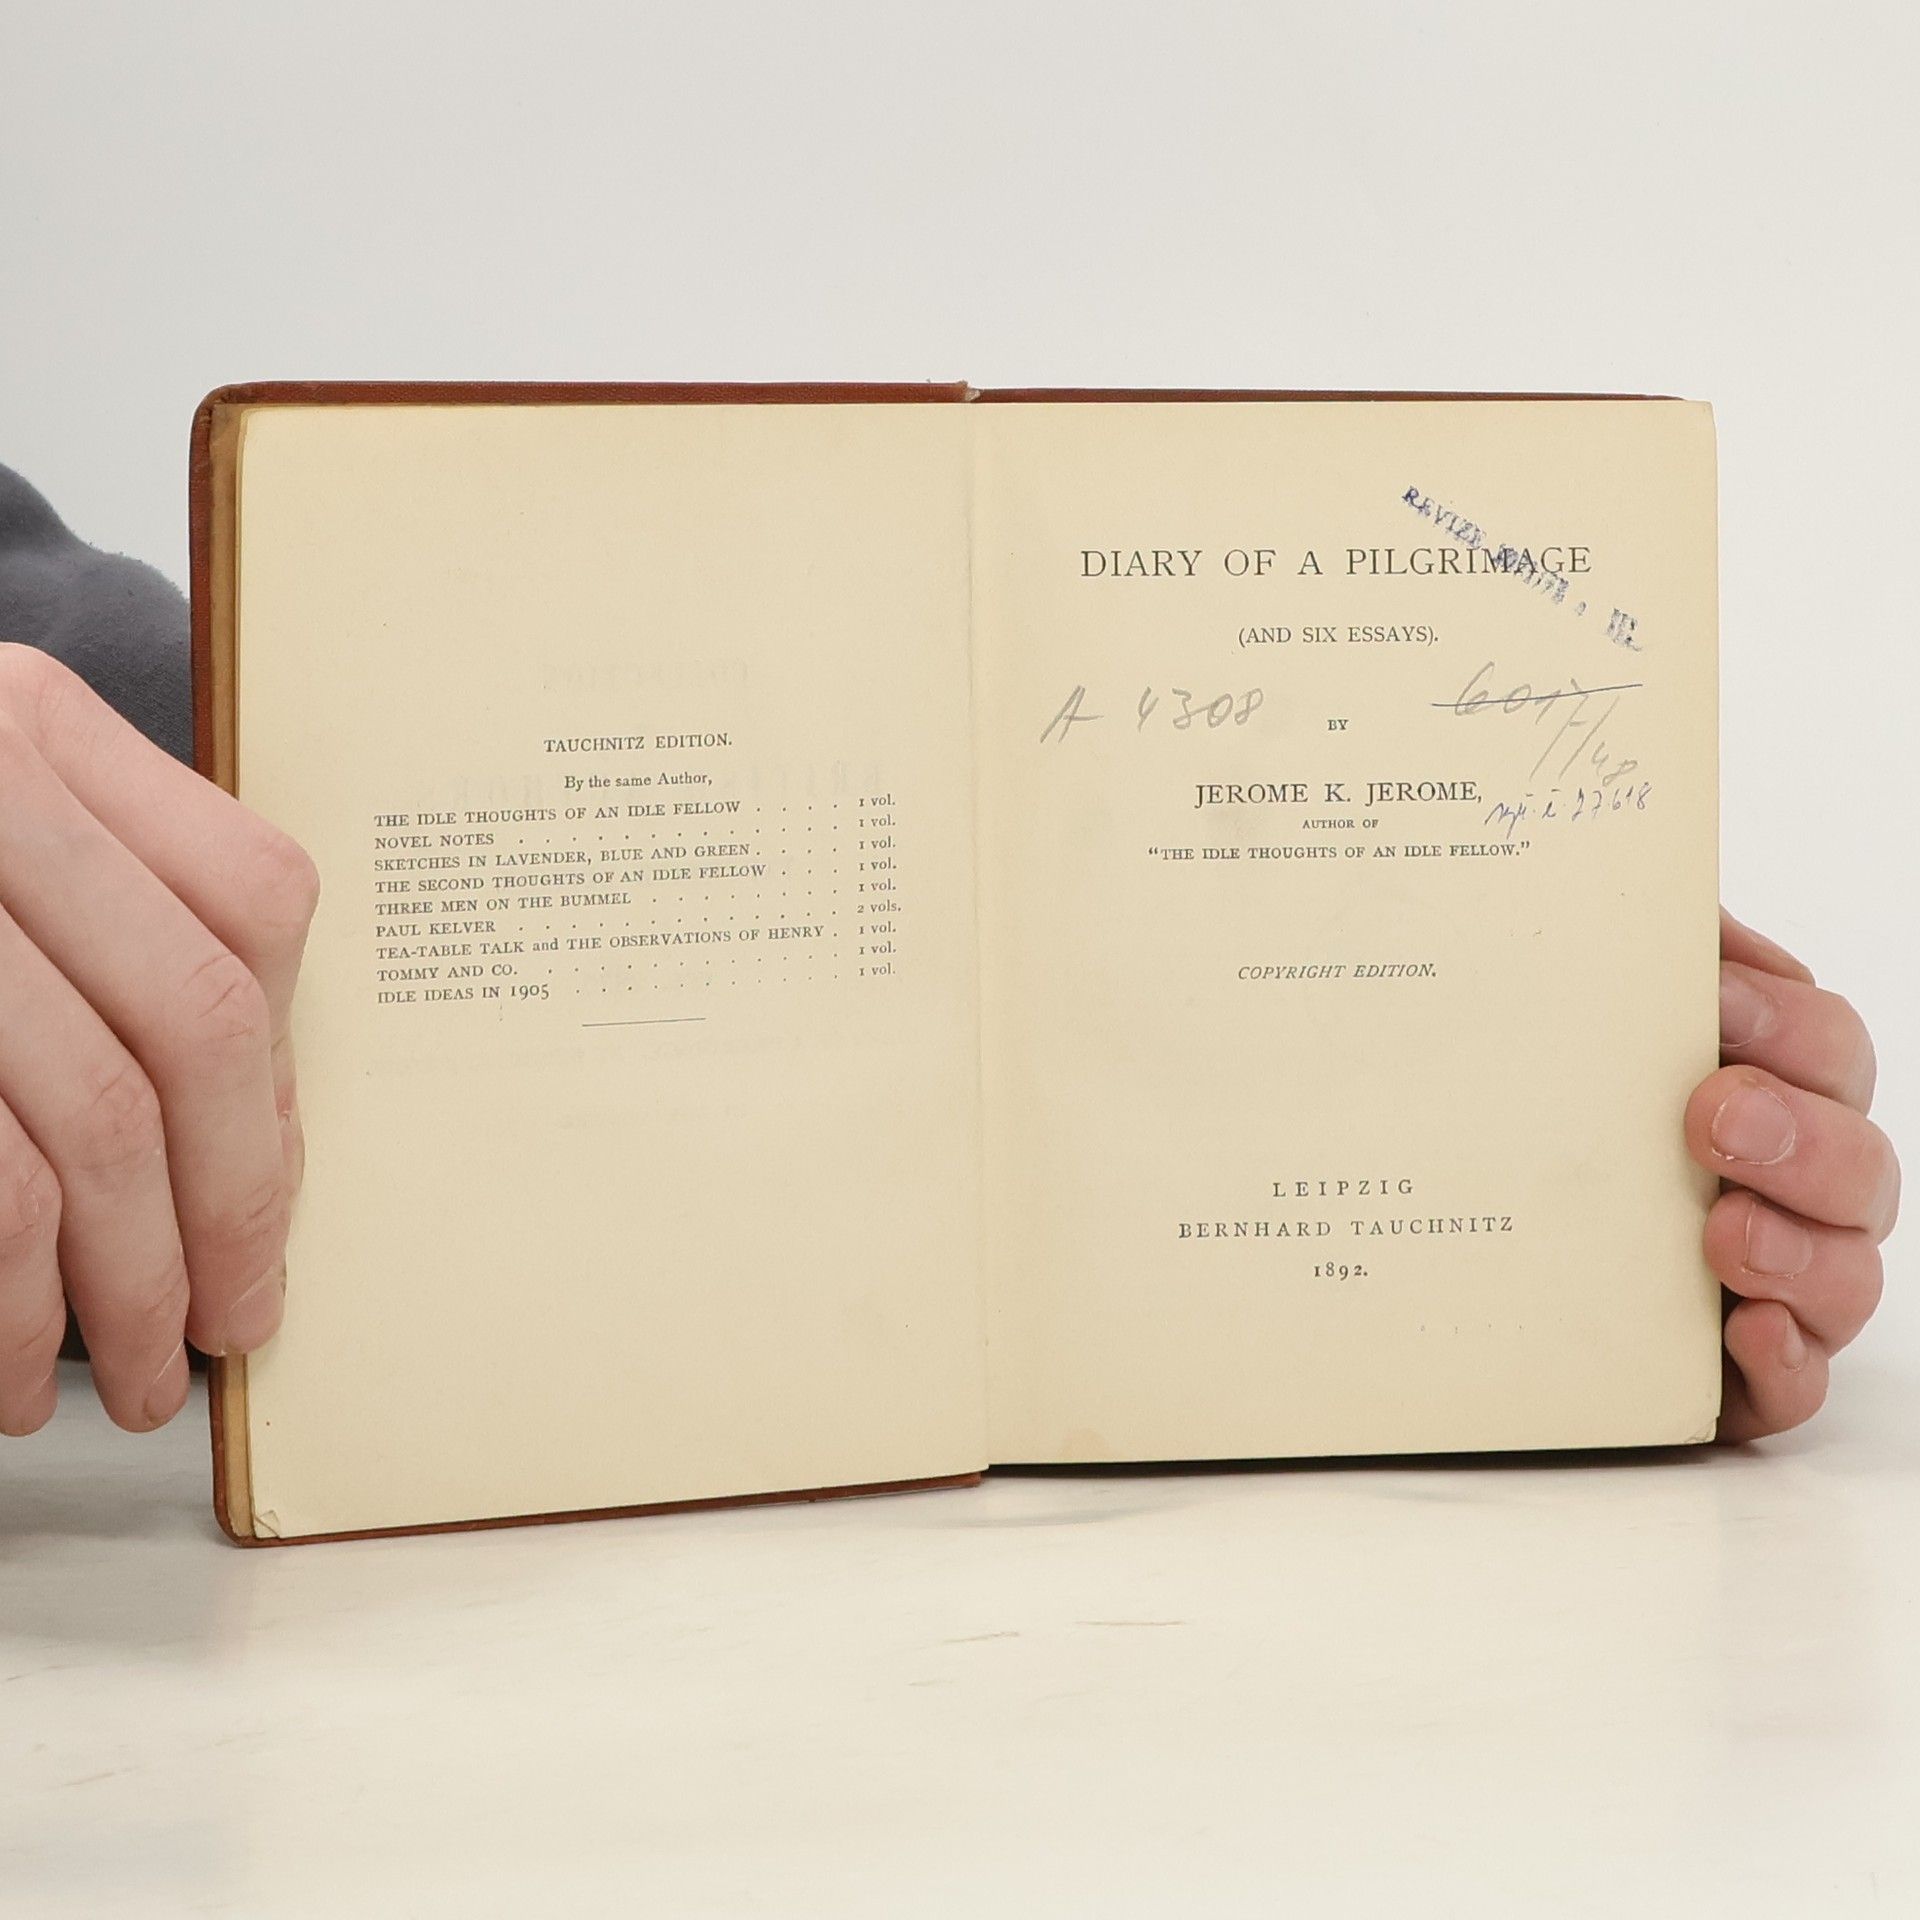 TAUCHNITZ EDITION.
By the same Author,
THE IDLE THOUGHTS OF AN IDLE FELLOW . . . . 1 vol.
NOVEL NOTES . . . . . . . . . . . . . 1 vol.
SKETCHES IN LAVENDER, BLUE AND GREEN . . . . 1 vol.
THE SECOND THOUGHTS OF AN IDLE FELLOW . . . 1 vol.
THREE MEN ON THE BUMMEL . . . . . . . . 1 vol.
PAUL KELVER . . . . . . . . . . . . . 2 vols.
TEA-TABLE TALK and THE OBSERVATIONS OF HENRY . 1 vol.
TOMMY AND CO. . . . . . . . . . . . . 1 vol.
IDLE IDEAS IN 1905 . . . . . . . . . . . 1 vol.
REVIZE
DIARY OF A PILGRIMAGE
(AND SIX ESSAYS).
A 4308
6017/48
BY
JEROME K. JEROME,
27618
AUTHOR OF
"THE IDLE THOUGHTS OF AN IDLE FELLOW."
COPYRIGHT EDITION.
LEIPZIG
BERNHARD TAUCHNITZ
1892.